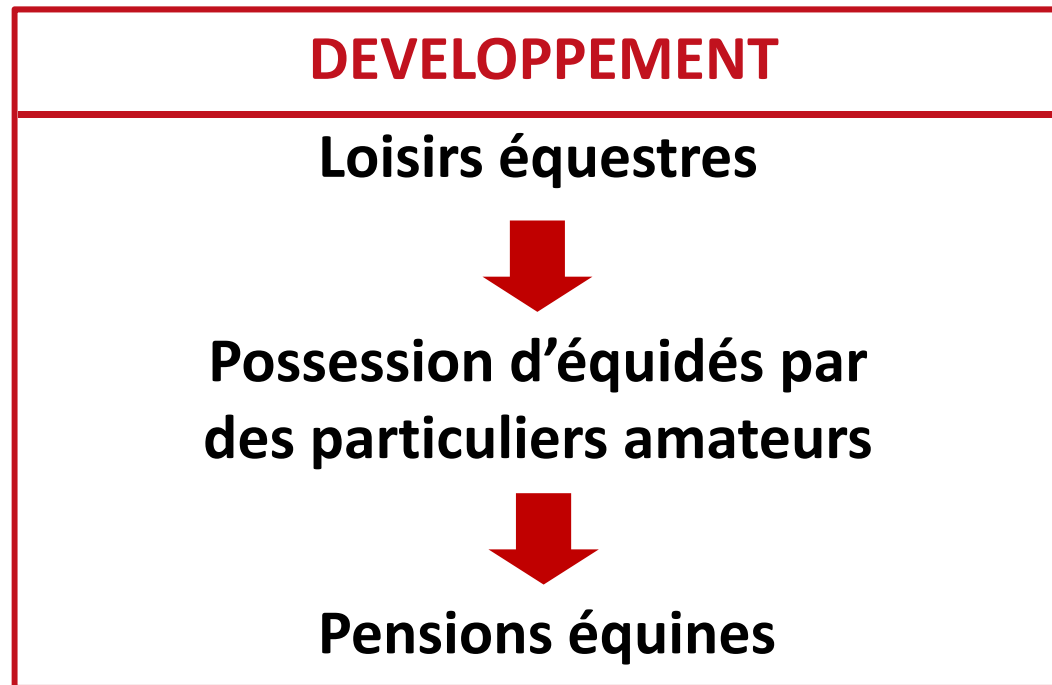 DEVELOPPEMENT
Loisirs équestres
Possession d’équidés par
des particuliers amateurs
Pensions équines